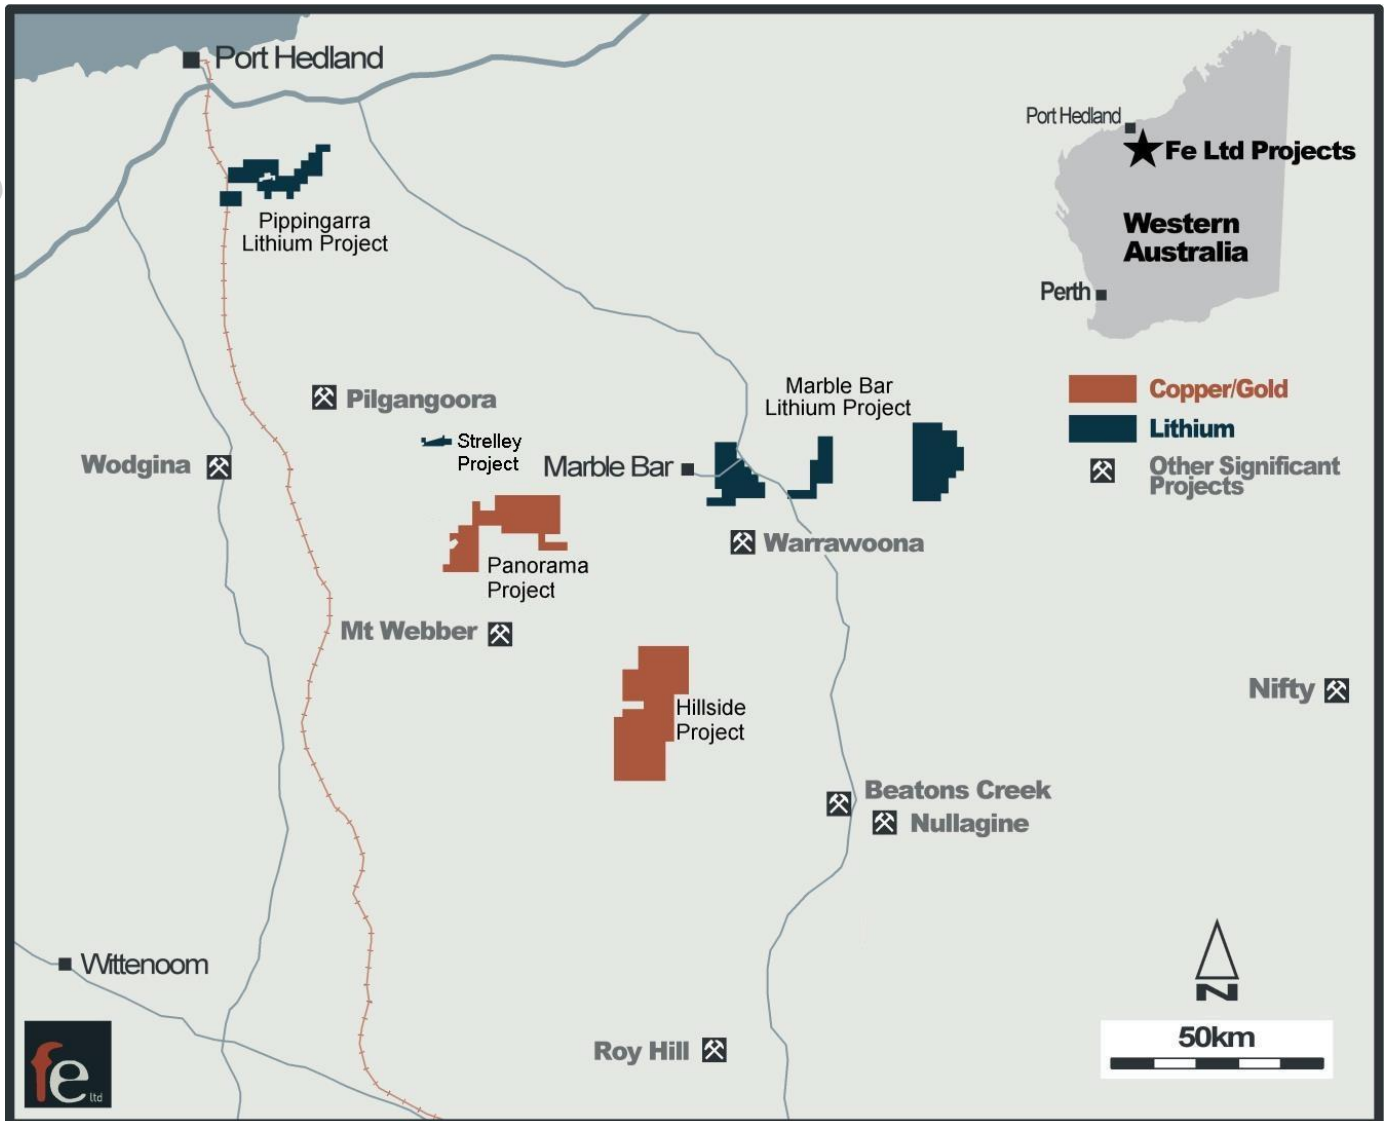 Port Hedland
Port Hedland
Fe Ltd Projects
Pippingarra
Lithium Project
Western
Australia
Perth
Marble Bar
Lithium Project
Copper/Gold
Pilgangoora
Lithium
Strelley
Project
Wodgina
Marble Bar
Other Significant
Projects
Warrawoona
Panorama
Project
Mt Webber
Nifty
Hillside
Project
Beatons Creek
Nullagine
Wittenoom
N
50km
Roy Hill
fe
ltd